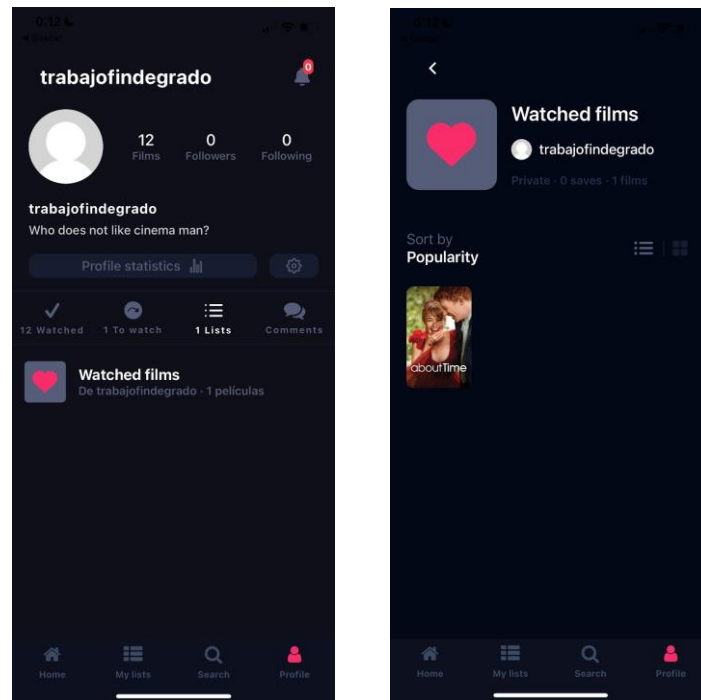 0:12
trabajofindegrado
0
12 0 0
Films Followers Following
trabajofindegrado
Who does not like cinema man?
Profile statistics
12 Watched 1 To watch 1 Lists Comments
Watched films
De trabajofindegrado · 1 películas
Home My lists Search Profile
Watched films
trabajofindegrado
Private · 0 saves · 1 films
Sort by
Popularity
aboutTime
Home My lists Search Profile